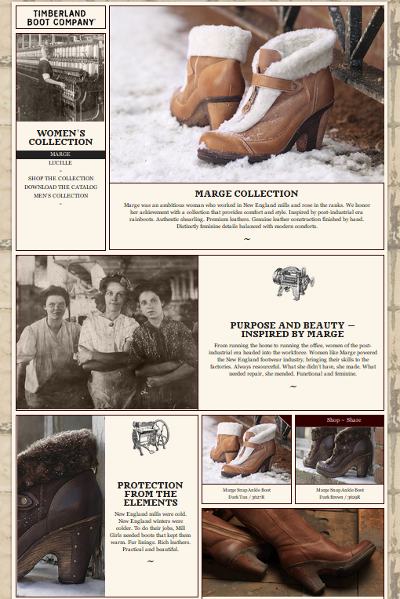 TIMBERLAND
BOOT COMPANY
WOMEN'S
COLLECTION
MARGE
LUCILLE
~
SHOP THE COLLECTION
DOWNLOAD THE CATALOG
MEN'S COLLECTION
~
MARGE COLLECTION
Marge was an ambitious woman who worked in New England mills and rose in the ranks. We honor
her achievement with a collection that provides comfort and style. Inspired by post-industrial era
rainboots. Authentic shearling. Premium leathers. Genuine leather construction finished by hand.
Distinctly feminine details balanced with modern comforts.
~
PURPOSE AND BEAUTY –
INSPIRED BY MARGE
From running the home to running the office, women of the post-
industrial era headed into the workforce. Women like Marge powered
the New England footwear industry, bringing their skills to the
factories. Always resourceful. What she didn't have, she made. What
needed repair, she mended. Functional and feminine.
~
PROTECTION
FROM THE
ELEMENTS
New England mills were cold.
New England winters were
colder. To do their jobs, Mill
Girls needed boots that kept them
warm. Fur linings. Rich leathers.
Practical and beautiful.
~
Marge Snap Ankle Boot
Dark Tan / 3627R
Shop ~ Share
Marge Snap Ankle Boot
Dark Brown / 3629R